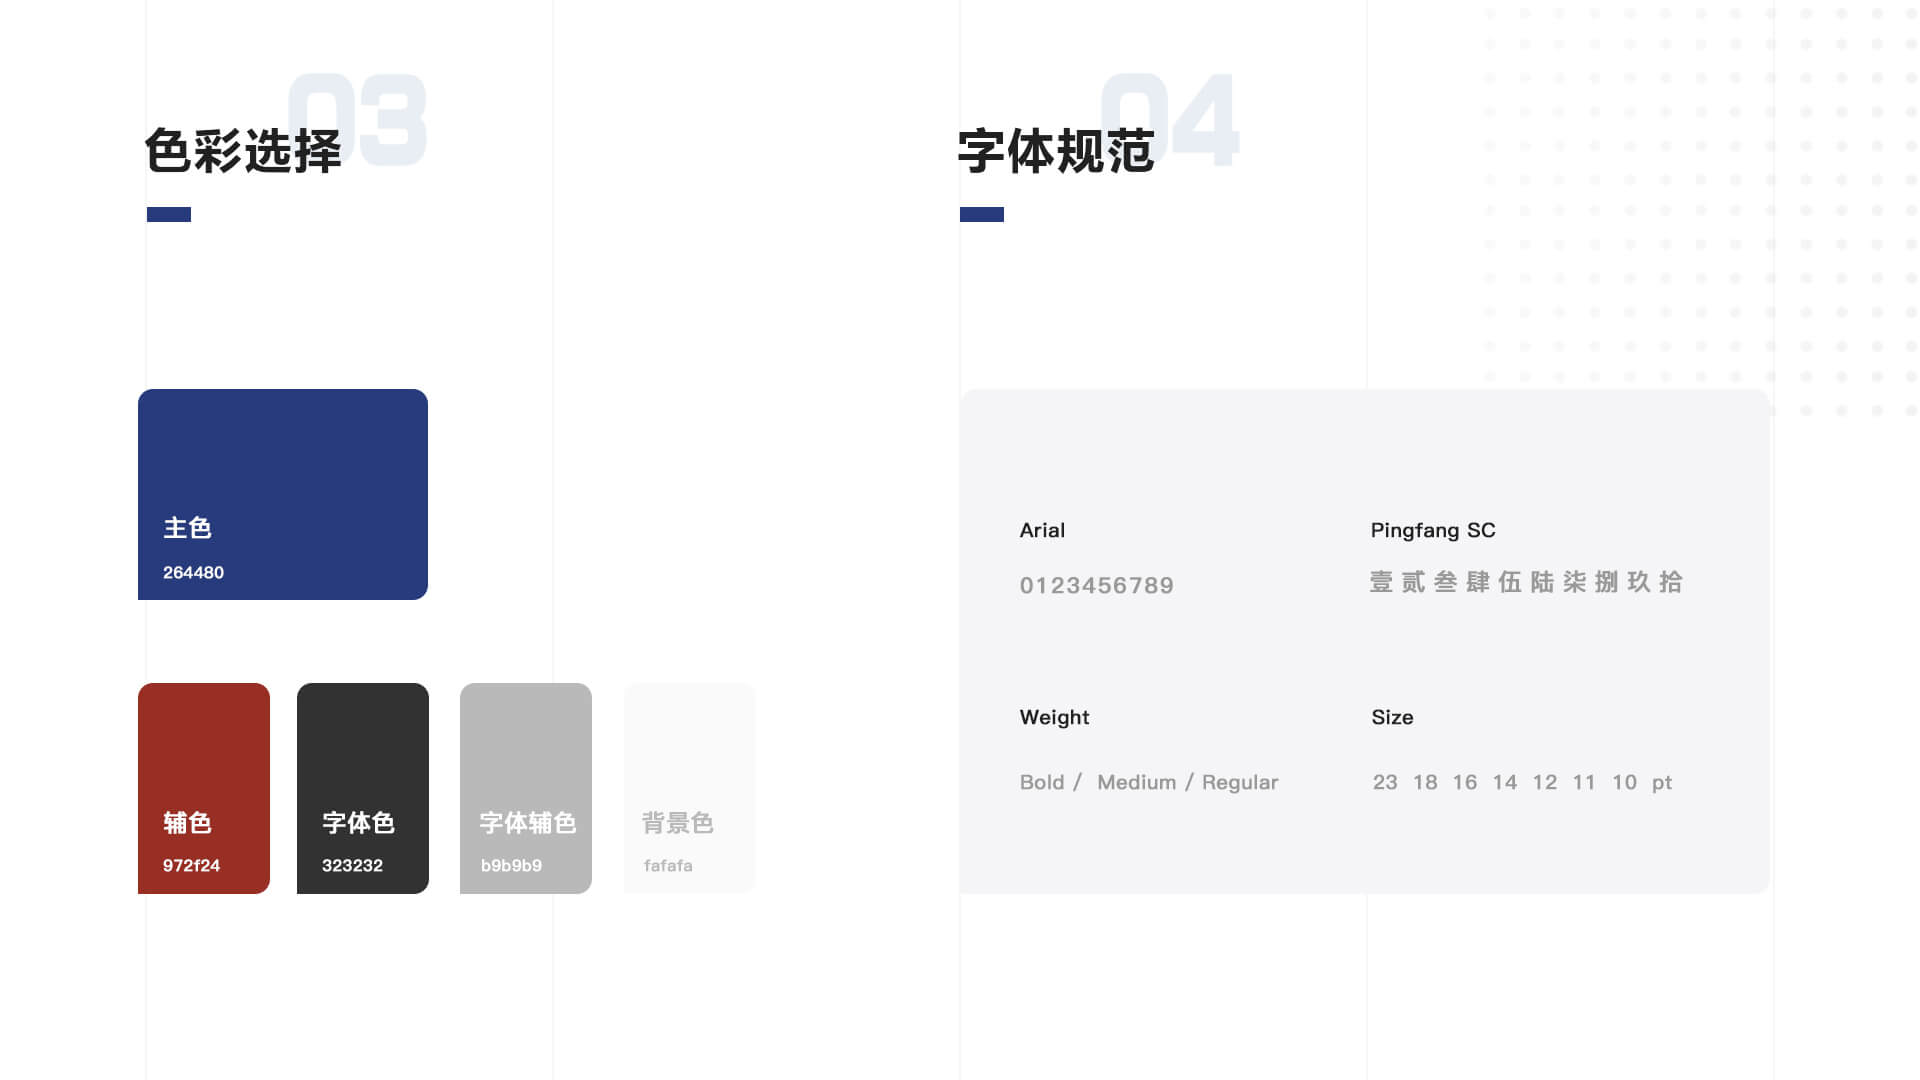 03
色彩选择
主色
264480
辅色
972f24
字体色
323232
字体辅色
b9b9b9
背景色
fafafa
04
字体规范
Arial
0123456789
Pingfang SC
壹 贰 叁 肆 伍 陆 柒 捌 玖 拾
Weight
Bold / Medium / Regular
Size
23 18 16 14 12 11 10 pt